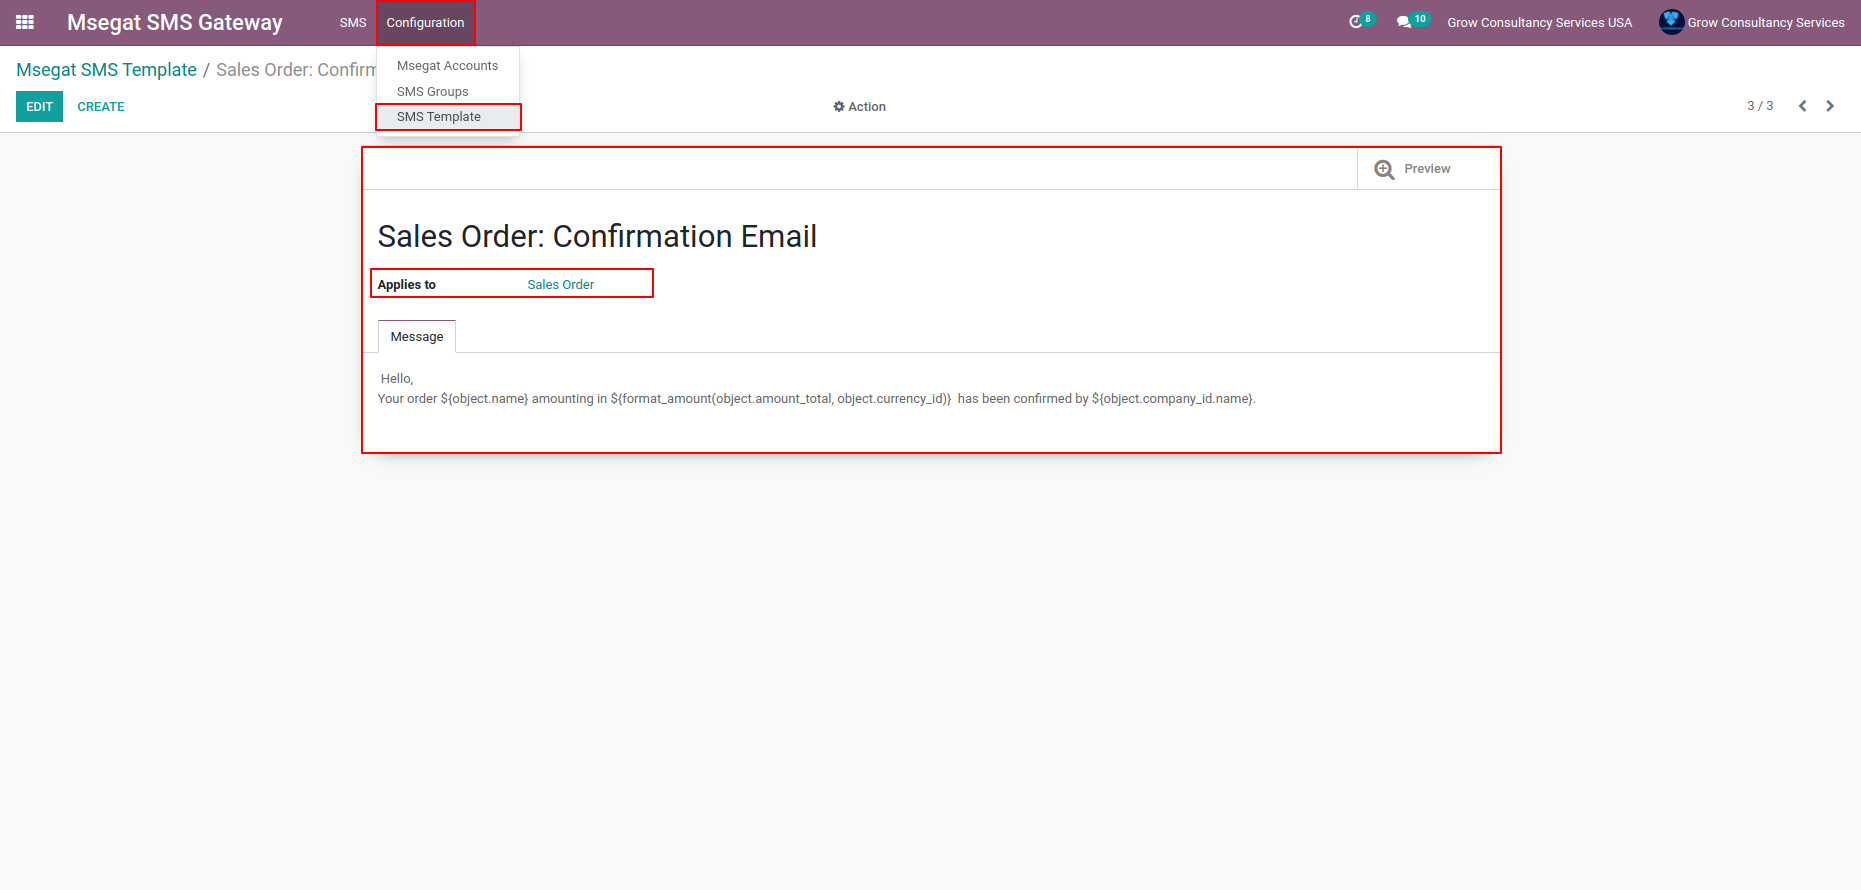 Msegat SMS Gateway SMS Configuration 8 10 Grow Consultancy Services USA Grow Consultancy Services
Msegat SMS Template / Sales Order: Confirm
Msegat Accounts
SMS Groups
SMS Template
EDIT CREATE Action 3 / 3
Preview
Sales Order: Confirmation Email
Applies to Sales Order
Message
Hello,
Your order ${object.name} amounting in ${format_amount(object.amount_total, object.currency_id)}  has been confirmed by ${object.company_id.name}.